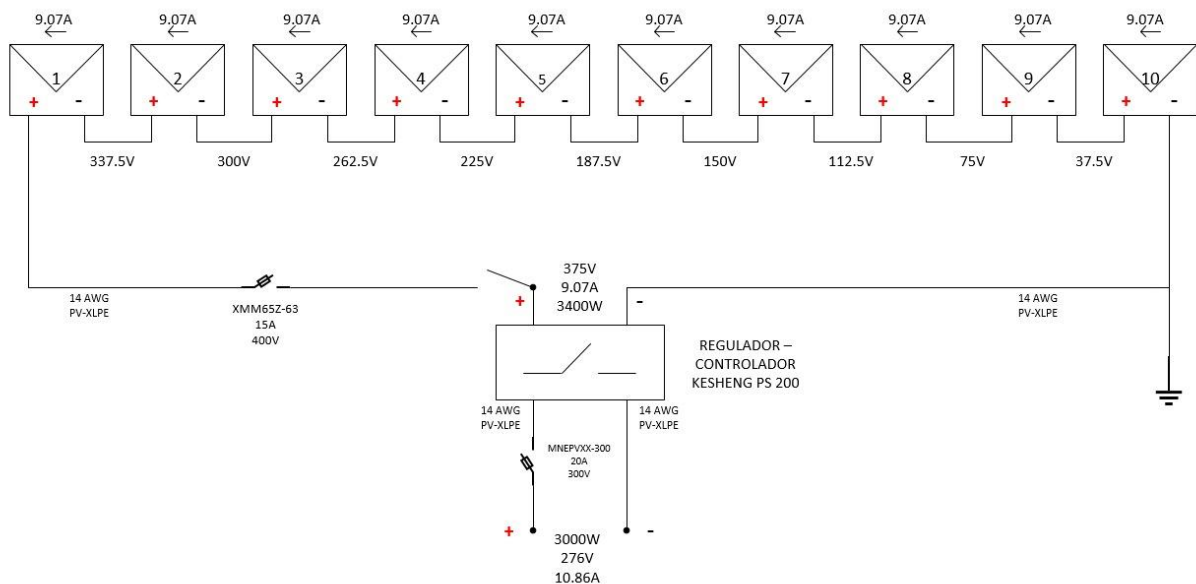 9.07A 9.07A 9.07A 9.07A 9.07A 9.07A 9.07A 9.07A 9.07A 9.07A
1 2 3 4 5 6 7 8 9 10
+ - + - + - + - + - + - + - + - + - + -
337.5V 300V 262.5V 225V 187.5V 150V 112.5V 75V 37.5V
14 AWG
PV-XLPE
XMM65Z-63
15A
400V
375V
9.07A
3400W
+ -
14 AWG
PV-XLPE
REGULADOR –
CONTROLADOR
KESHENG PS 200
14 AWG
PV-XLPE
14 AWG
PV-XLPE
MNEPVXX-300
20A
300V
+ -
3000W
276V
10.86A